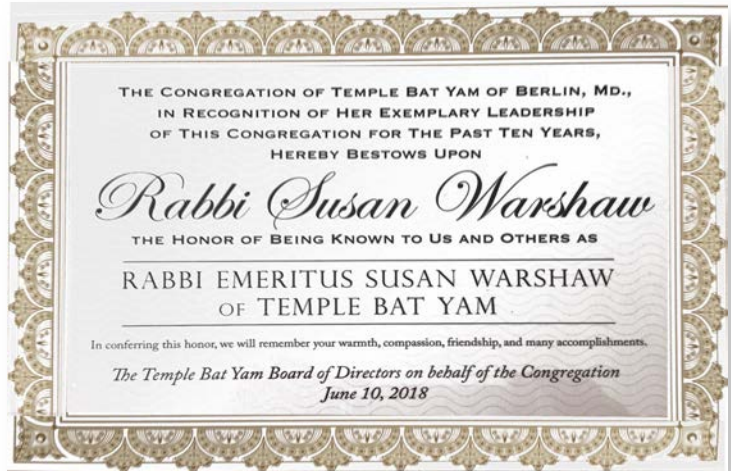 THE CONGREGATION OF TEMPLE BAT YAM OF BERLIN, MD.,
IN RECOGNITION OF HER EXEMPLARY LEADERSHIP
OF THIS CONGREGATION FOR THE PAST TEN YEARS,
HEREBY BESTOWS UPON
Rabbi Susan Warshaw
THE HONOR OF BEING KNOWN TO US AND OTHERS AS
RABBI EMERITUS SUSAN WARSHAW
OF TEMPLE BAT YAM
In conferring this honor, we will remember your warmth, compassion, friendship, and many accomplishments.
The Temple Bat Yam Board of Directors on behalf of the Congregation
June 10, 2018